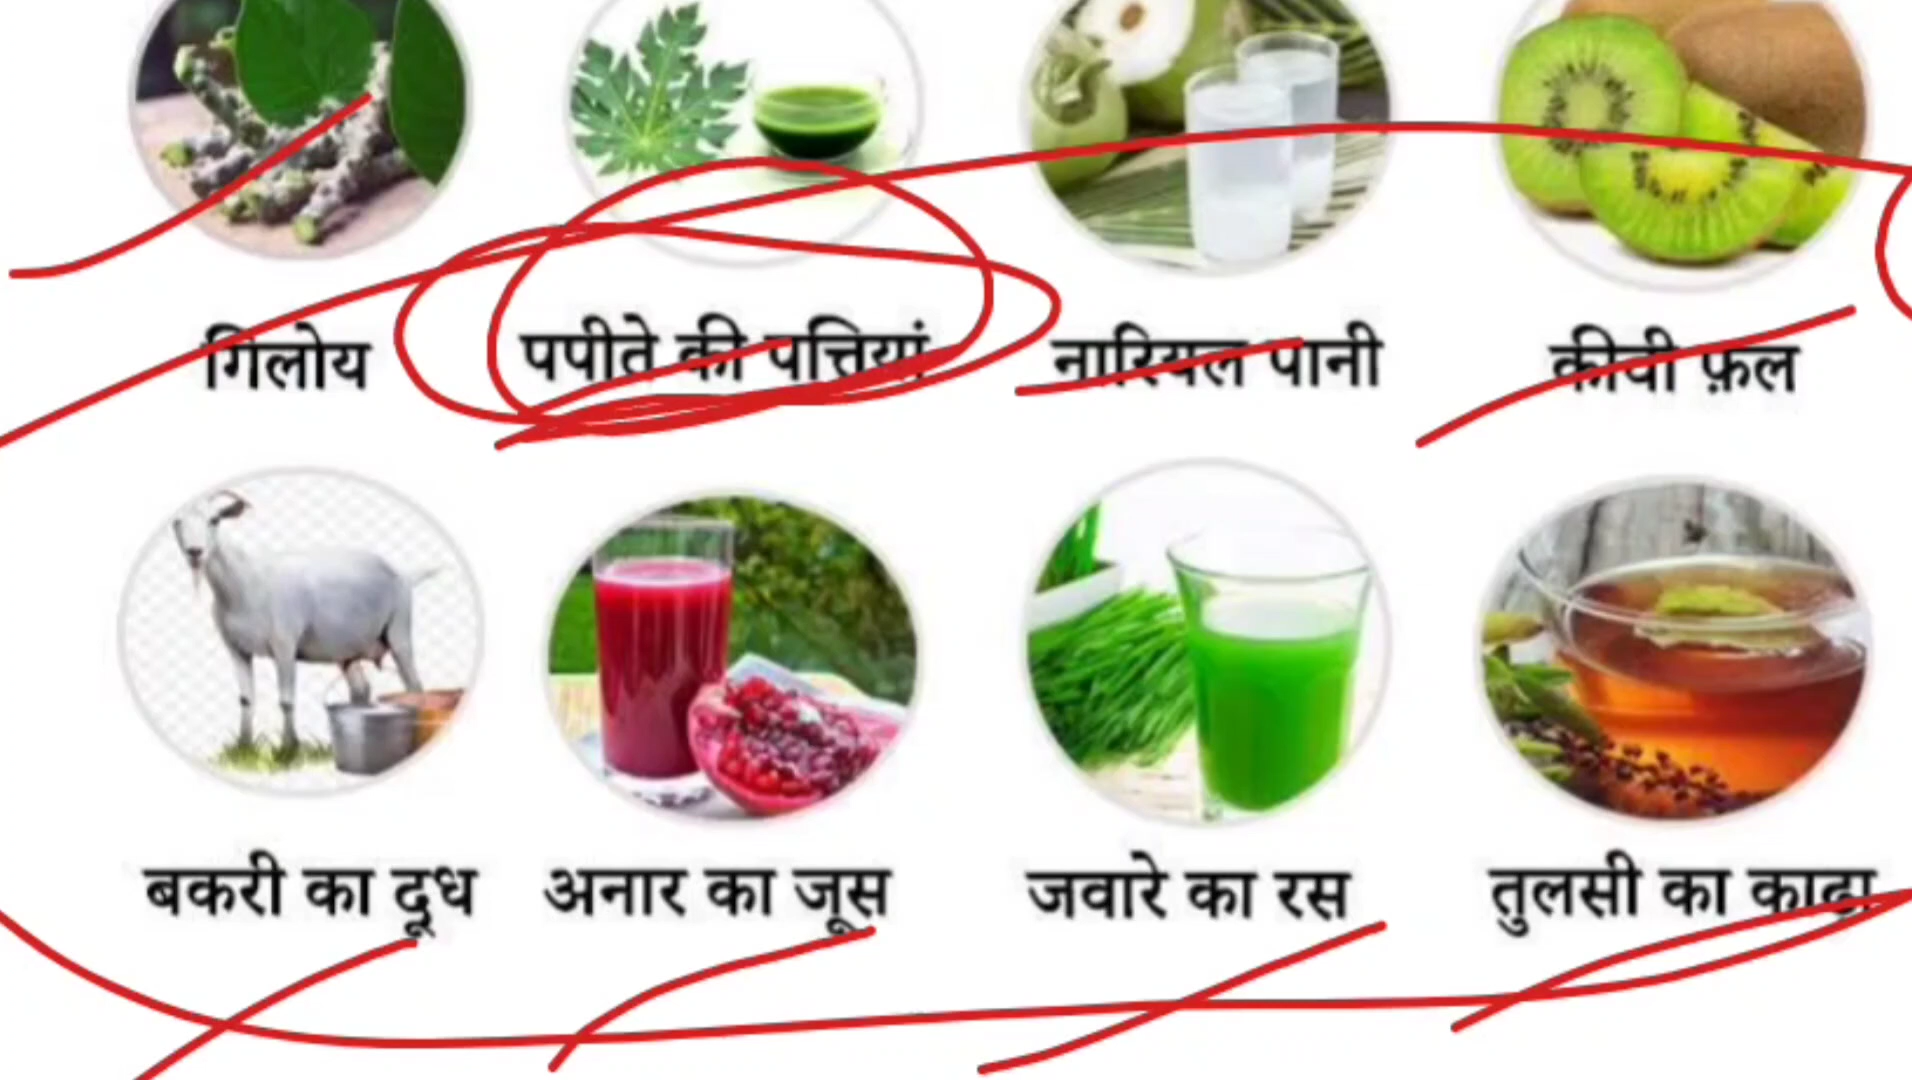 गिलोय पपीते की पत्तियां नारियल पानी कीवी फ़ल
बकरी का दूध अनार का जूस जवारे का रस तुलसी का काढ़ा